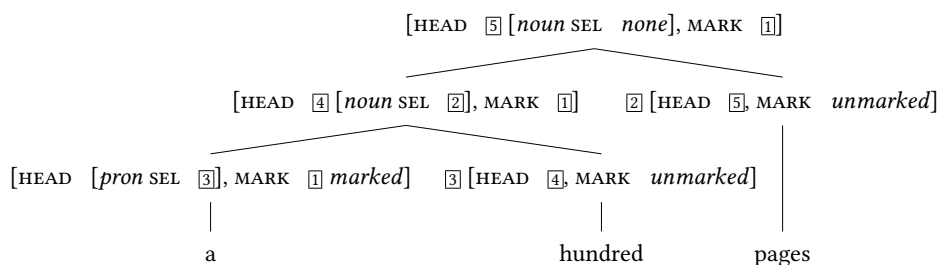 [HEAD 5 [noun SEL none], MARK 1]
[HEAD 4 [noun SEL 2], MARK 1] 2 [HEAD 5, MARK unmarked]
[HEAD [pron SEL 3], MARK 1 marked] 3 [HEAD 4, MARK unmarked]
a hundred pages